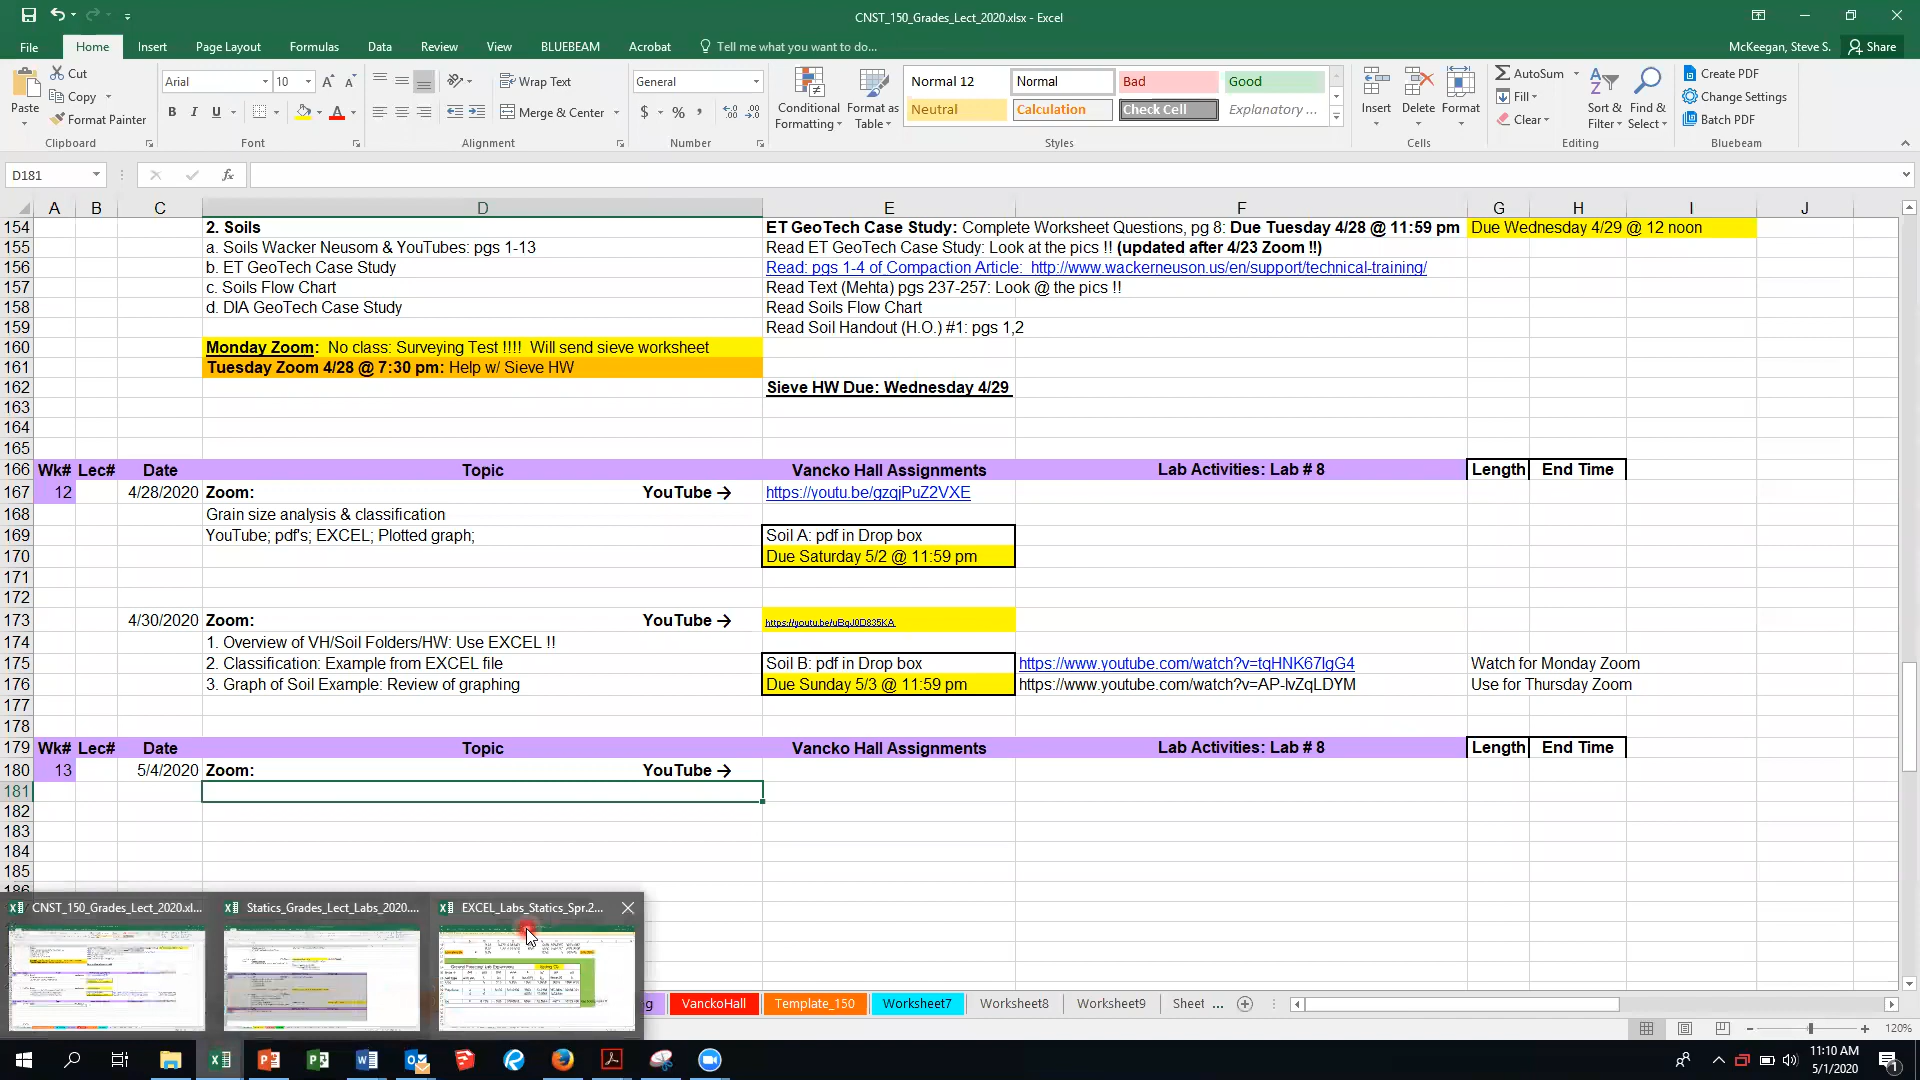 CNST_150_Grades_Lect_2020.xlsx - Excel
File Home Insert Page Layout Formulas Data Review View BLUEBEAM Acrobat Tell me what you want to do... McKeegan, Steve S. Share
Paste Cut Copy Format Painter Clipboard
Arial 10 B I U Font
Wrap Text Merge & Center Alignment
General $ % Number
Conditional Formatting Format as Table Normal 12 Normal Bad Good
Neutral Calculation Check Cell Explanatory ... Styles
Insert Delete Format Cells
AutoSum Fill Clear Sort & Filter Find & Select Editing
Create PDF Change Settings Batch PDF Bluebeam
D181 fx
A B C D E F G H I J
154 2. Soils ET GeoTech Case Study: Complete Worksheet Questions, pg 8: Due Tuesday 4/28 @ 11:59 pm Due Wednesday 4/29 @ 12 noon
155 a. Soils Wacker Neusom & YouTubes: pgs 1-13 Read ET GeoTech Case Study: Look at the pics !! (updated after 4/23 Zoom !!)
156 b. ET GeoTech Case Study Read: pgs 1-4 of Compaction Article: http://www.wackerneuson.us/en/support/technical-training/
157 c. Soils Flow Chart Read Text (Mehta) pgs 237-257: Look @ the pics !!
158 d. DIA GeoTech Case Study Read Soils Flow Chart
159 Read Soil Handout (H.O.) #1: pgs 1,2
160 Monday Zoom: No class: Surveying Test !!!! Will send sieve worksheet
161 Tuesday Zoom 4/28 @ 7:30 pm: Help w/ Sieve HW
162 Sieve HW Due: Wednesday 4/29
163
164
165
166 Wk# Lec# Date Topic Vancko Hall Assignments Lab Activities: Lab # 8 Length End Time
167 12 4/28/2020 Zoom: YouTube → https://youtu.be/gzqjPuZ2VXE
168 Grain size analysis & classification
169 YouTube; pdf's; EXCEL; Plotted graph; Soil A: pdf in Drop box
170 Due Saturday 5/2 @ 11:59 pm
171
172
173 4/30/2020 Zoom: YouTube → https://youtu.be/uBqJ0D835KA
174 1. Overview of VH/Soil Folders/HW: Use EXCEL !!
175 2. Classification: Example from EXCEL file Soil B: pdf in Drop box https://www.youtube.com/watch?v=tqHNK67IgG4 Watch for Monday Zoom
176 3. Graph of Soil Example: Review of graphing Due Sunday 5/3 @ 11:59 pm https://www.youtube.com/watch?v=AP-lvZqLDYM Use for Thursday Zoom
177
178
179 Wk# Lec# Date Topic Vancko Hall Assignments Lab Activities: Lab # 8 Length End Time
180 13 5/4/2020 Zoom: YouTube →
181
182
183
184
185
186
CNST_150_Grades_Lect_2020.xl... Statics_Grades_Lect_Labs_2020.... EXCEL_Labs_Statics_Spr.2...
VanckoHall Template_150 Worksheet7 Worksheet8 Worksheet9 Sheet ...
120%
11:10 AM
5/1/2020
1